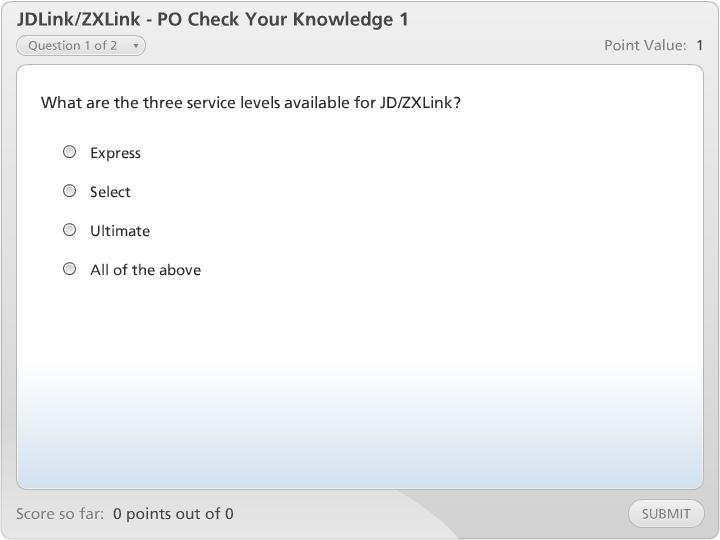 JDLink/ZXLink - PO Check Your Knowledge 1
Question 1 of 2
Point Value: 1
What are the three service levels available for JD/ZXLink?
Express
Select
Ultimate
All of the above
Score so far: 0 points out of 0
SUBMIT